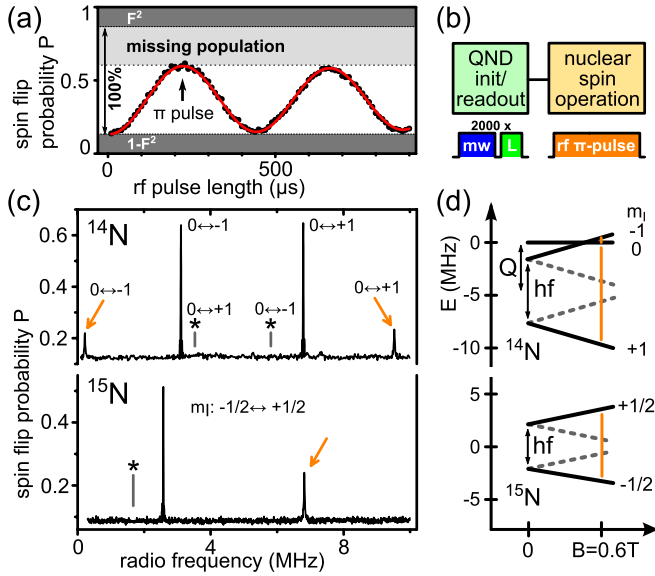 (a)
F²
missing population
100%
π pulse
1-F²
1
0.5
0
spin flip
probability P
500
rf pulse length (µs)
(b)
QND
init/
readout
nuclear
spin
operation
2000 x
mw
L
rf π-pulse
(c)
¹⁴N
0.6
0.4
0.2
0↔-1
0↔-1
0↔+1
*
0↔-1
*
0↔+1
0↔+1
¹⁵N
mI: -1/2↔ +1/2
*
0.4
0.2
spin flip probability P
0
4
8
radio frequency (MHz)
(d)
mI
-1
0
+1
0
-5
-10
E (MHz)
Q
hf
¹⁴N
5
0
-5
hf
+1/2
-1/2
¹⁵N
0
B=0.6T